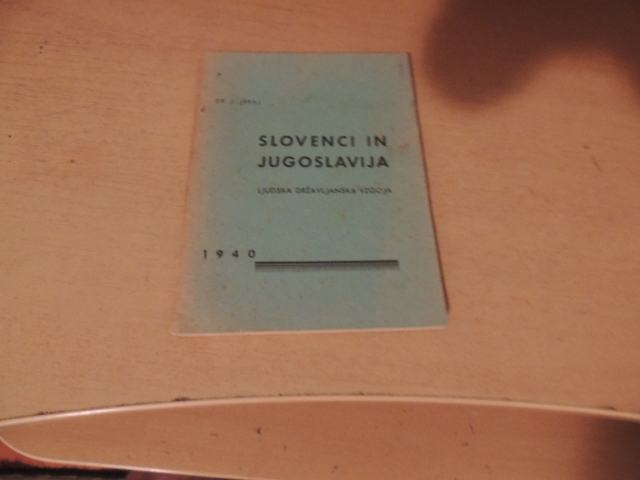 SLOVENCI IN
JUGOSLAVIJA
LJUDSKA DRŽAVLJANSKA VZGOJA
1940